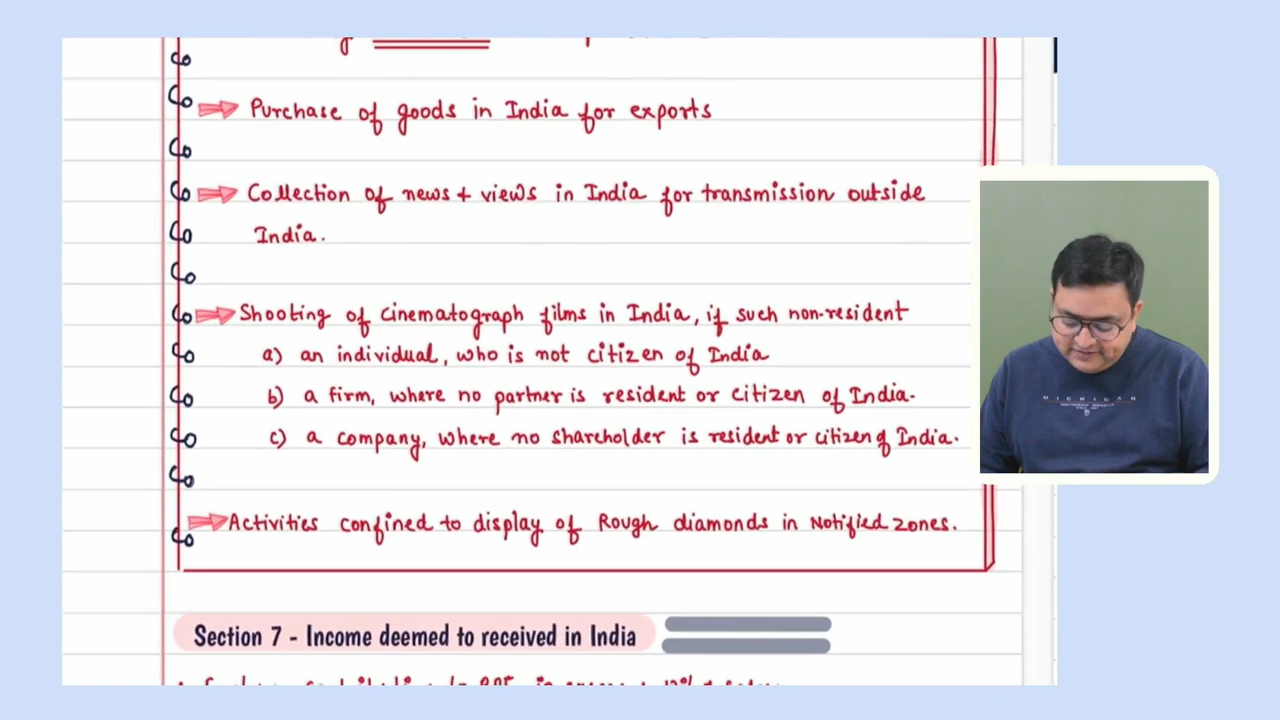 Purchase of goods in India for exports
Collection of news + views in India for transmission outside
India.
Shooting of cinematograph films in India, if such non-resident
a) an individual, who is not citizen of India
b) a firm, where no partner is resident or citizen of India.
c) a company, where no shareholder is resident or citizen of India.
Activities confined to display of Rough diamonds in Notified zones.
Section 7 - Income deemed to received in India
MICHIGAN